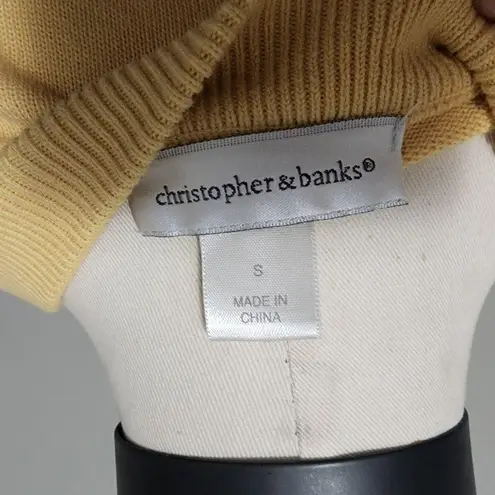 christopher & banks®
S
MADE IN
CHINA